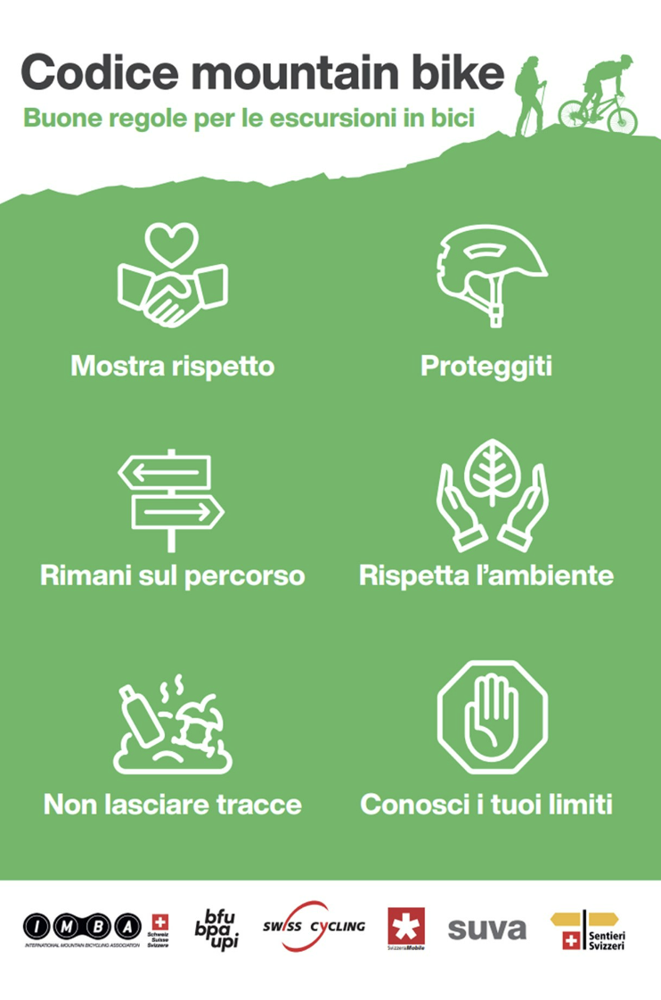 Codice mountain bike
Buone regole per le escursioni in bici
Mostra rispetto
Proteggiti
Rimani sul percorso
Rispetta l’ambiente
Non lasciare tracce
Conosci i tuoi limiti
IMBA
INTERNATIONAL MOUNTAIN BICYCLING ASSOCIATION
Schweiz
Suisse
Svizzera
bfu
bpa
upi
SWISS CYCLING
SvizzeraMobile
suva
Sentieri
Svizzeri